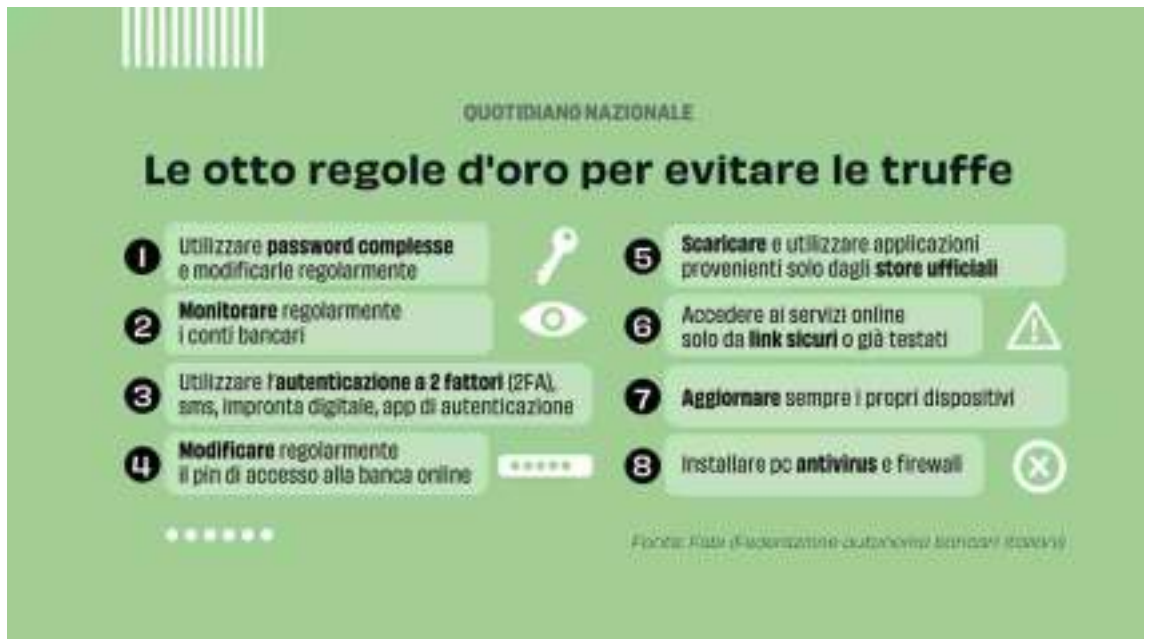 QUOTIDIANO NAZIONALE
Le otto regole d'oro per evitare le truffe
1
Utilizzare password complesse
e modificarle regolarmente
2
Monitorare regolarmente
i conti bancari
3
Utilizzare l'autenticazione a 2 fattori (2FA),
sms, impronta digitale, app di autenticazione
4
Modificare regolarmente
il pin di accesso alla banca online
5
Scaricare e utilizzare applicazioni
provenienti solo dagli store ufficiali
6
Accedere ai servizi online
solo da link sicuri o già testati
7
Aggiornare sempre i propri dispositivi
8
Installare pc antivirus e firewall
Fonte: Fabi (Federazione autonoma bancari italiani)